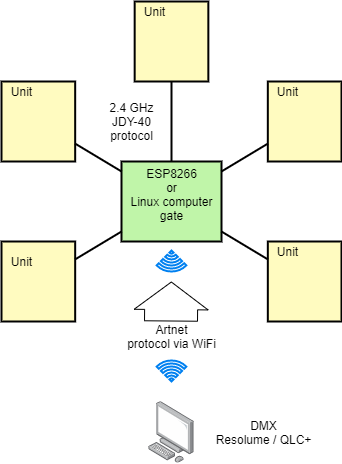 Unit
Unit
Unit
2.4 GHz
JDY-40
protocol
ESP8266
or
Linux computer
gate
Unit
Unit
Artnet
protocol via WiFi
DMX
Resolume / QLC+